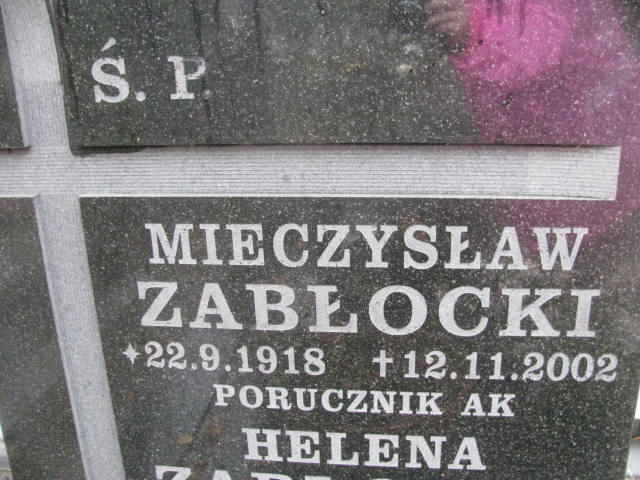 Ś. P.
MIECZYSŁAW
ZABŁOCKI
*22.9.1918 †12.11.2002
PORUCZNIK AK
HELENA